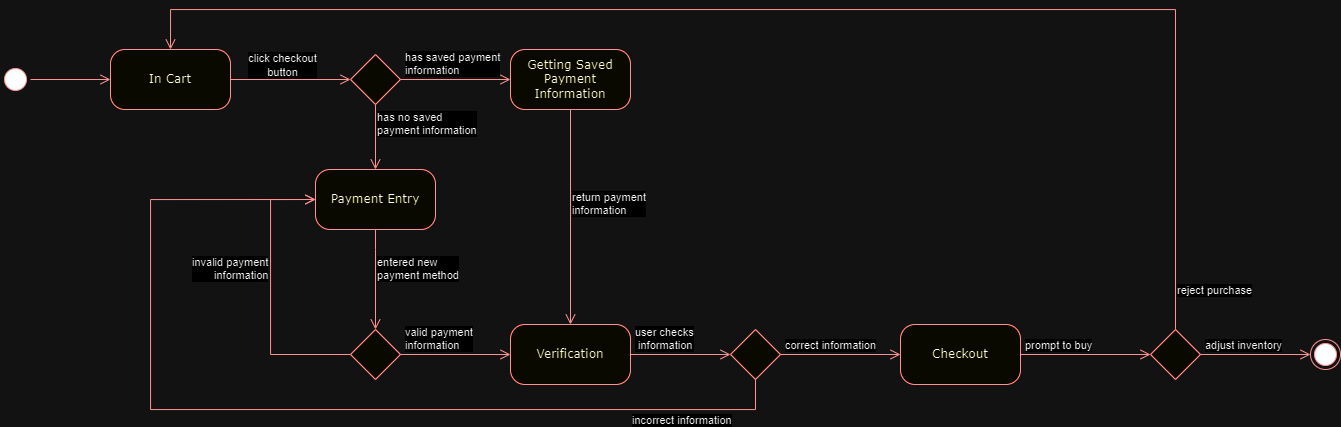 In Cart
click checkout
button
has saved payment
information
Getting Saved
Payment
Information
has no saved
payment information
Payment Entry
return payment
information
invalid payment
information
entered new
payment method
reject purchase
valid payment
information
Verification
user checks
information
correct information
Checkout
prompt to buy
adjust inventory
incorrect information